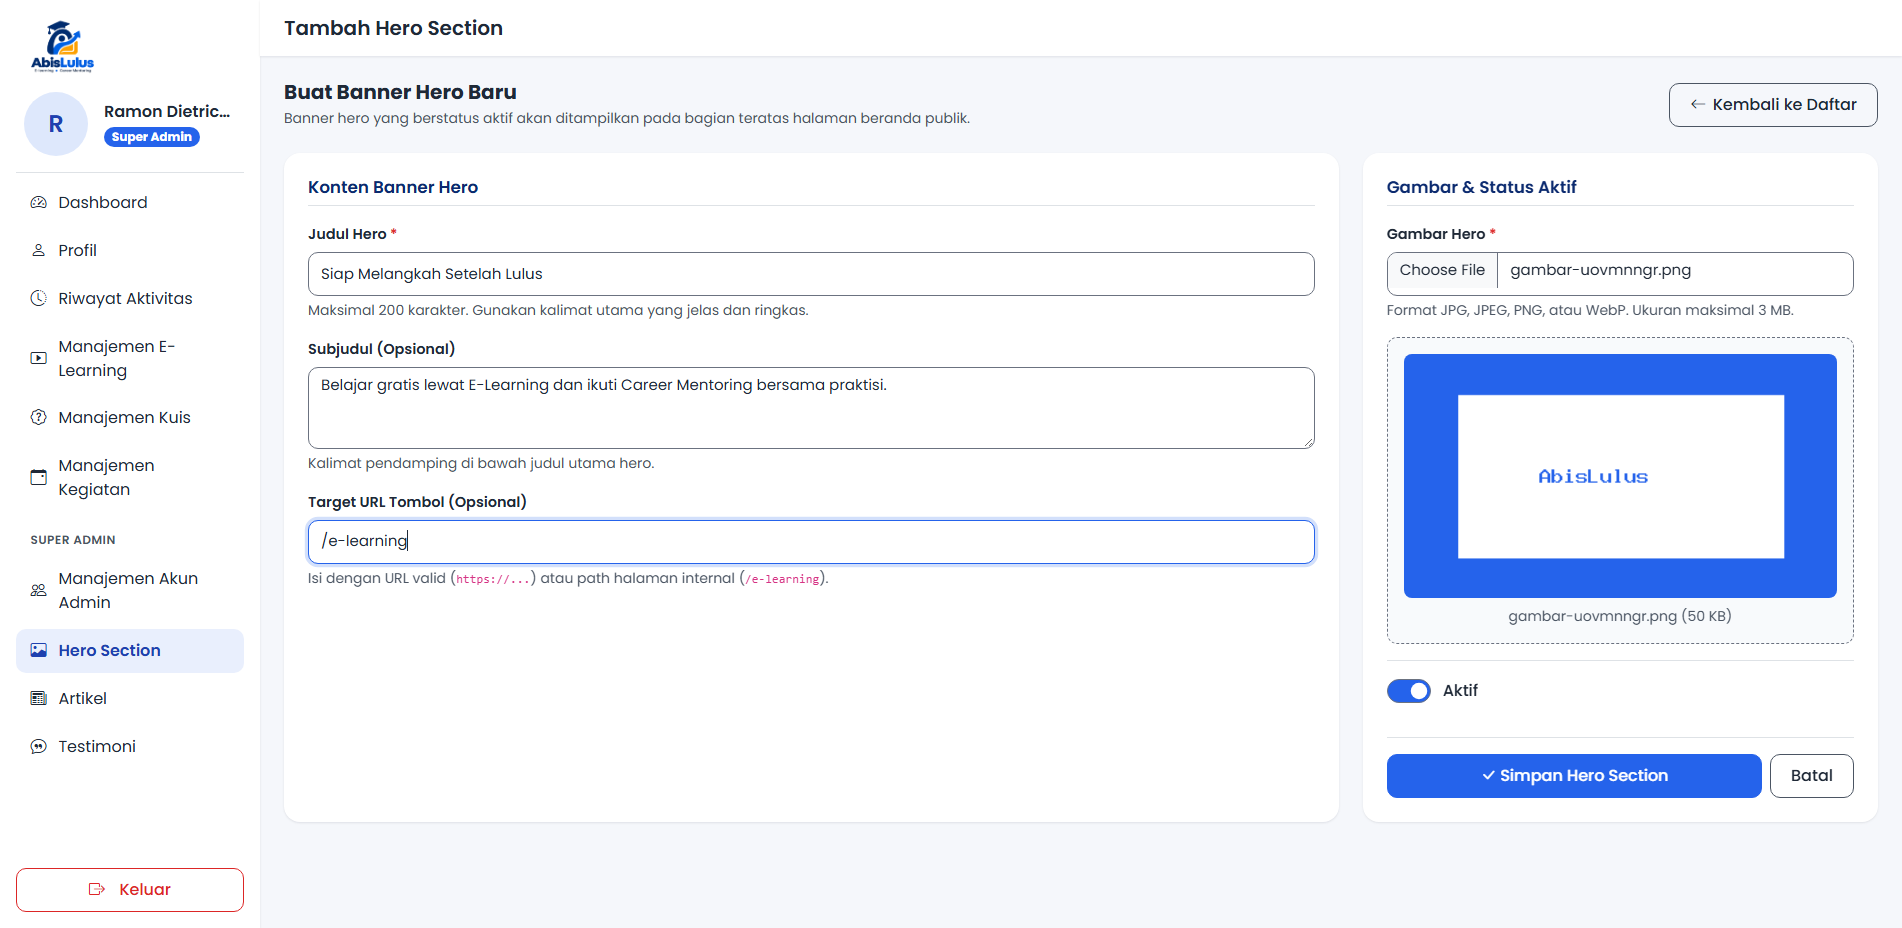 AbisLulus
Ramon Dietric...
Super Admin
Dashboard
Profil
Riwayat Aktivitas
Manajemen E-
Learning
Manajemen Kuis
Manajemen
Kegiatan
SUPER ADMIN
Manajemen Akun
Admin
Hero Section
Artikel
Testimoni
Keluar
Tambah Hero Section
Buat Banner Hero Baru
Banner hero yang berstatus aktif akan ditampilkan pada bagian teratas halaman beranda publik.
← Kembali ke Daftar
Konten Banner Hero
Judul Hero *
Siap Melangkah Setelah Lulus
Maksimal 200 karakter. Gunakan kalimat utama yang jelas dan ringkas.
Subjudul (Opsional)
Belajar gratis lewat E-Learning dan ikuti Career Mentoring bersama praktisi.
Kalimat pendamping di bawah judul utama hero.
Target URL Tombol (Opsional)
/e-learning
Isi dengan URL valid (https://...) atau path halaman internal (/e-learning).
Gambar & Status Aktif
Gambar Hero *
Choose File gambar-uovmnngr.png
Format JPG, JPEG, PNG, atau WebP. Ukuran maksimal 3 MB.
AbisLulus
gambar-uovmnngr.png (50 KB)
Aktif
Simpan Hero Section
Batal
R